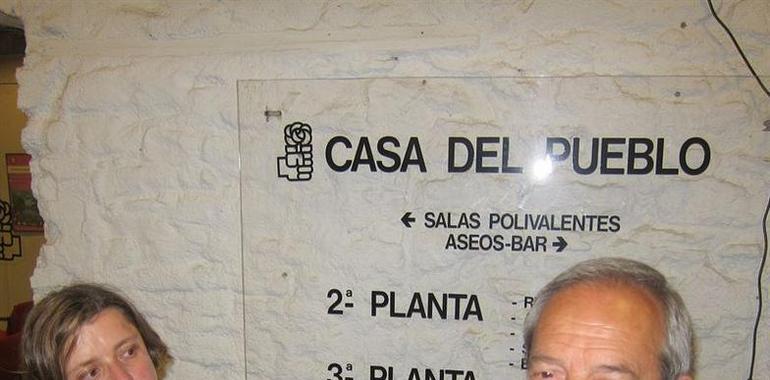 CASA DEL PUEBLO
← SALAS POLIVALENTES
ASEOS-BAR →
2ª PLANTA
3ª PLANTA